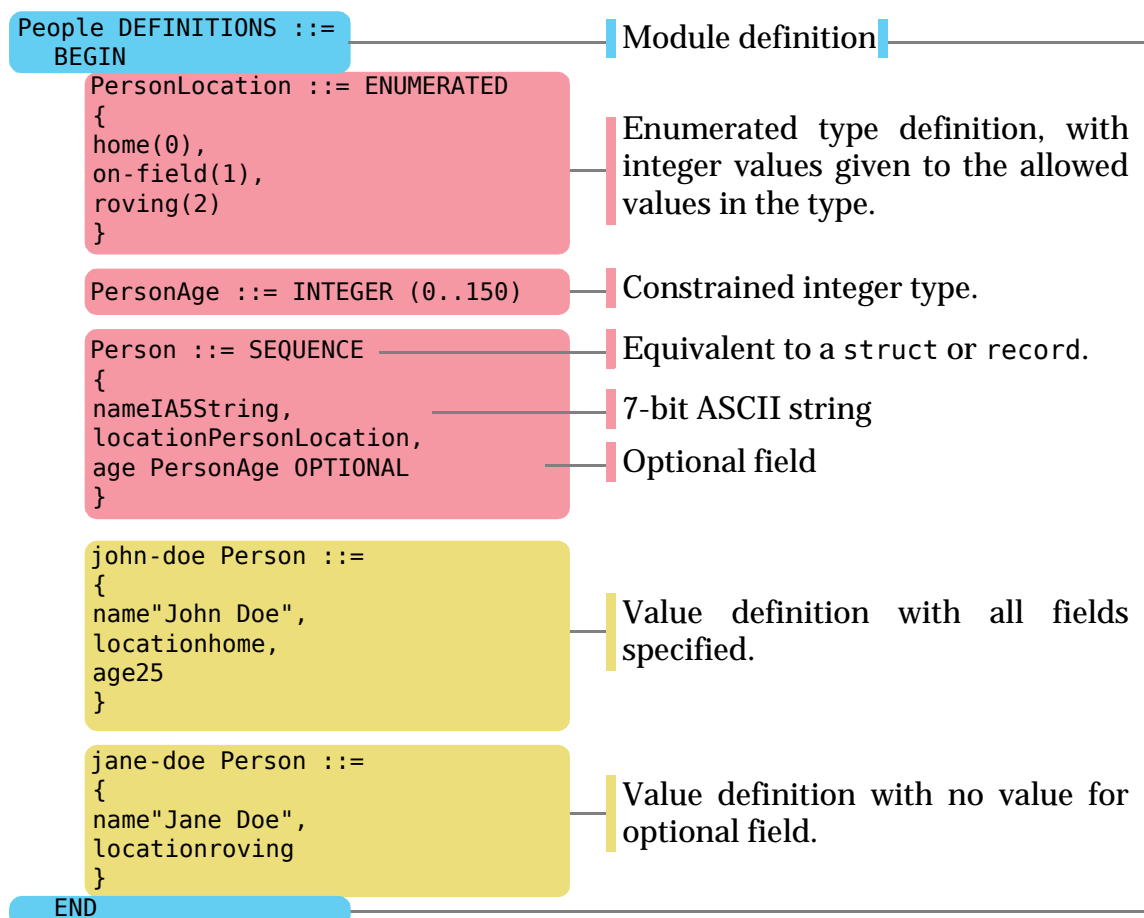 People DEFINITIONS ::=
BEGIN
Module definition
PersonLocation ::= ENUMERATED
{
home(0),
on-field(1),
roving(2)
}
Enumerated type definition, with
integer values given to the allowed
values in the type.
PersonAge ::= INTEGER (0..150)
Constrained integer type.
Person ::= SEQUENCE
Equivalent to a struct or record.
{
nameIA5String,
7-bit ASCII string
locationPersonLocation,
age PersonAge OPTIONAL
Optional field
}
john-doe Person ::=
{
name"John Doe",
locationhome,
age25
}
Value definition with all fields
specified.
jane-doe Person ::=
{
name"Jane Doe",
locationroving
}
Value definition with no value for
optional field.
END